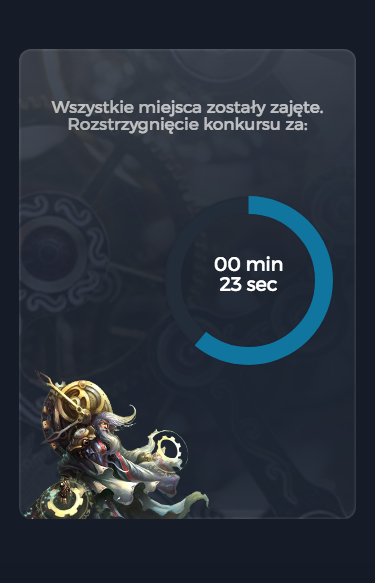 Wszystkie miejsca zostały zajęte.
Rozstrzygnięcie konkursu za:
00 min
23 sec